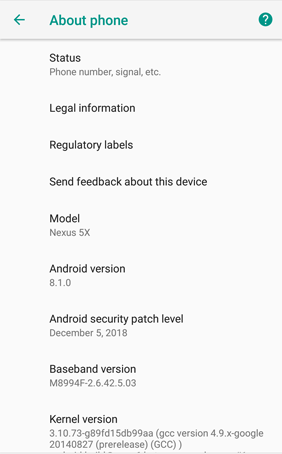 About phone
?
Status
Phone number, signal, etc.
Legal information
Regulatory labels
Send feedback about this device
Model
Nexus 5X
Android version
8.1.0
Android security patch level
December 5, 2018
Baseband version
M8994F-2.6.42.5.03
Kernel version
3.10.73-g89fd15db99aa (gcc version 4.9.x-google
20140827 (prerelease) (GCC) )